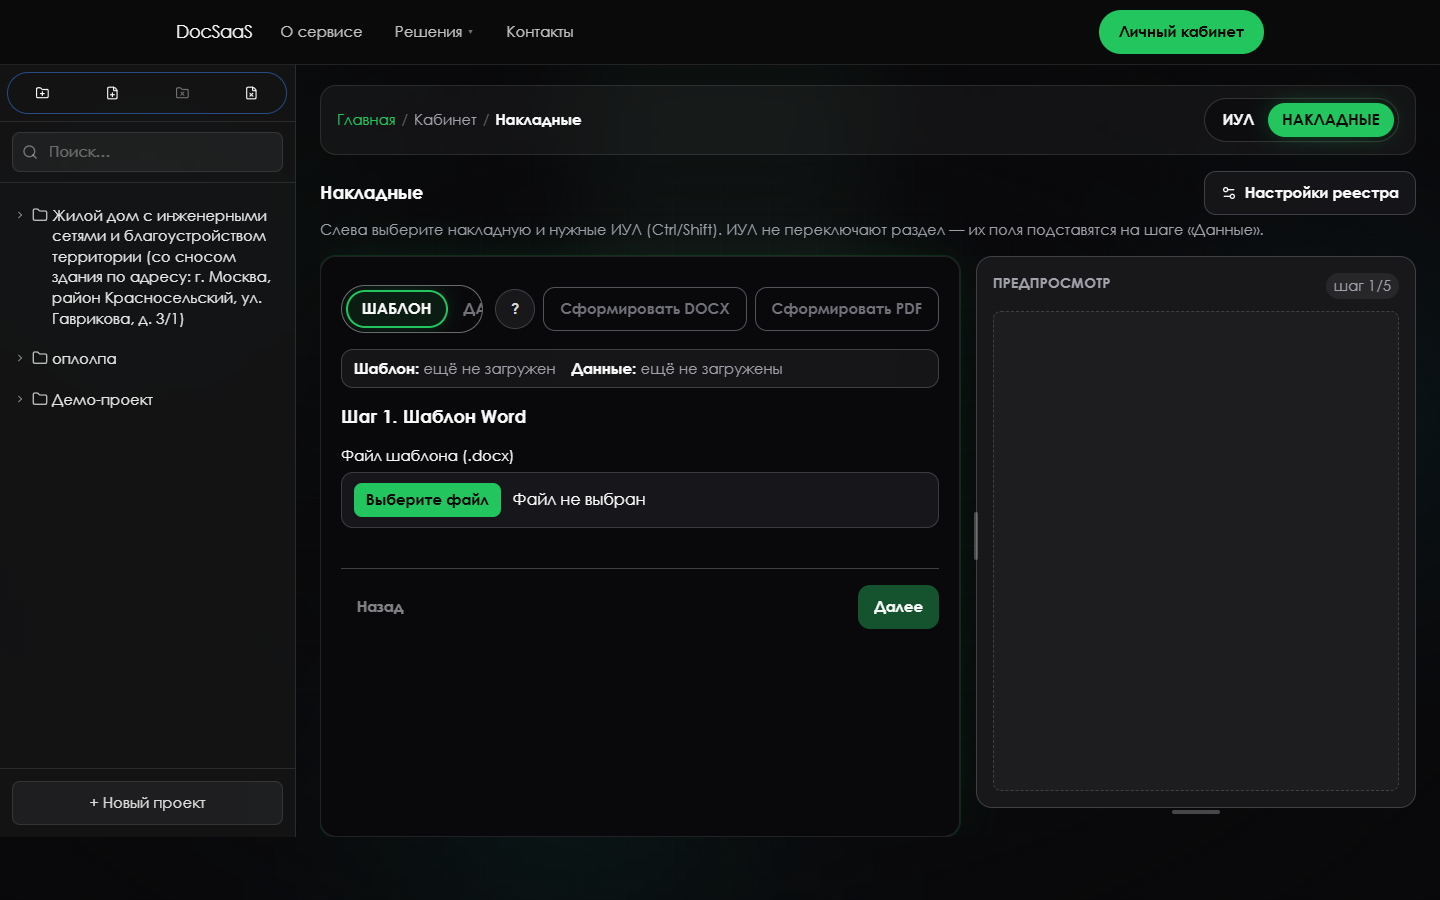 DocSaaS
О сервисе
Решения
Контакты
Личный кабинет
Поиск...
Жилой дом с инженерными
сетями и благоустройством
территории (со сносом
здания по адресу: г. Москва,
район Красносельский, ул.
Гаврикова, д. 3/1)
оплолпа
Демо-проект
+ Новый проект
Главная / Кабинет / Накладные
ИУЛ
НАКЛАДНЫЕ
Накладные
Настройки реестра
Слева выберите накладную и нужные ИУЛ (Ctrl/Shift). ИУЛ не переключают раздел — их поля подставятся на шаге «Данные».
ШАБЛОН
ДА
?
Сформировать DOCX
Сформировать PDF
Шаблон: ещё не загружен Данные: ещё не загружены
Шаг 1. Шаблон Word
Файл шаблона (.docx)
Выберите файл Файл не выбран
Назад
Далее
ПРЕДПРОСМОТР
шаг 1/5